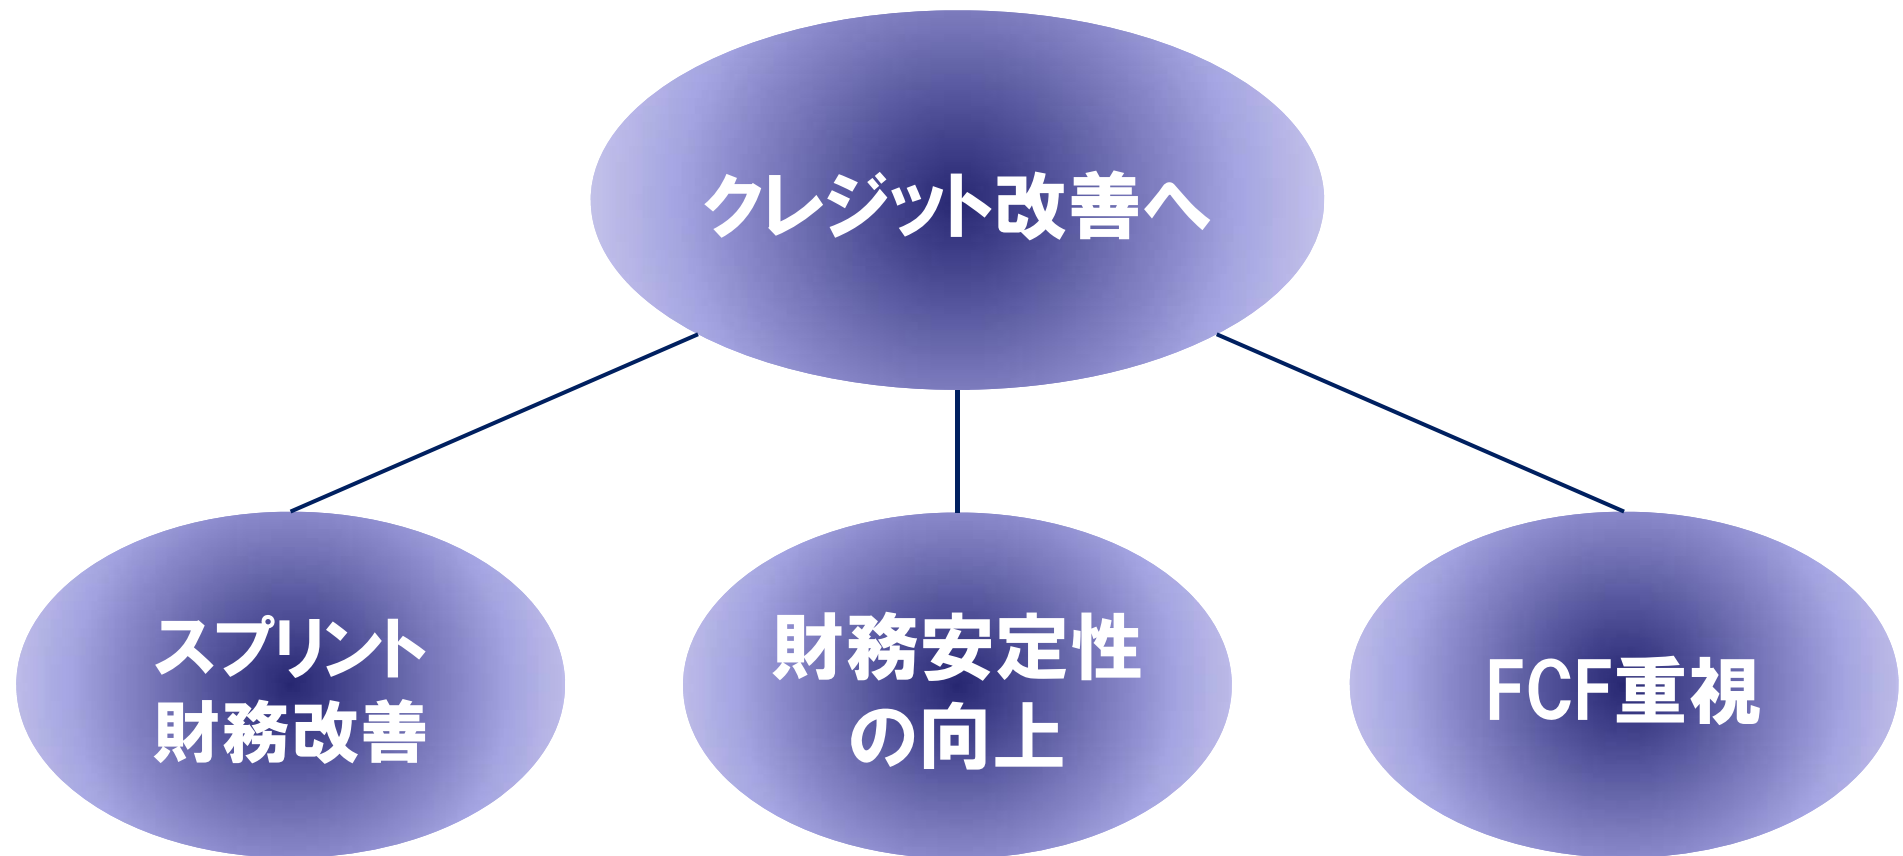 クレジット改善へ
スプリント
財務改善
財務安定性
の向上
FCF重視